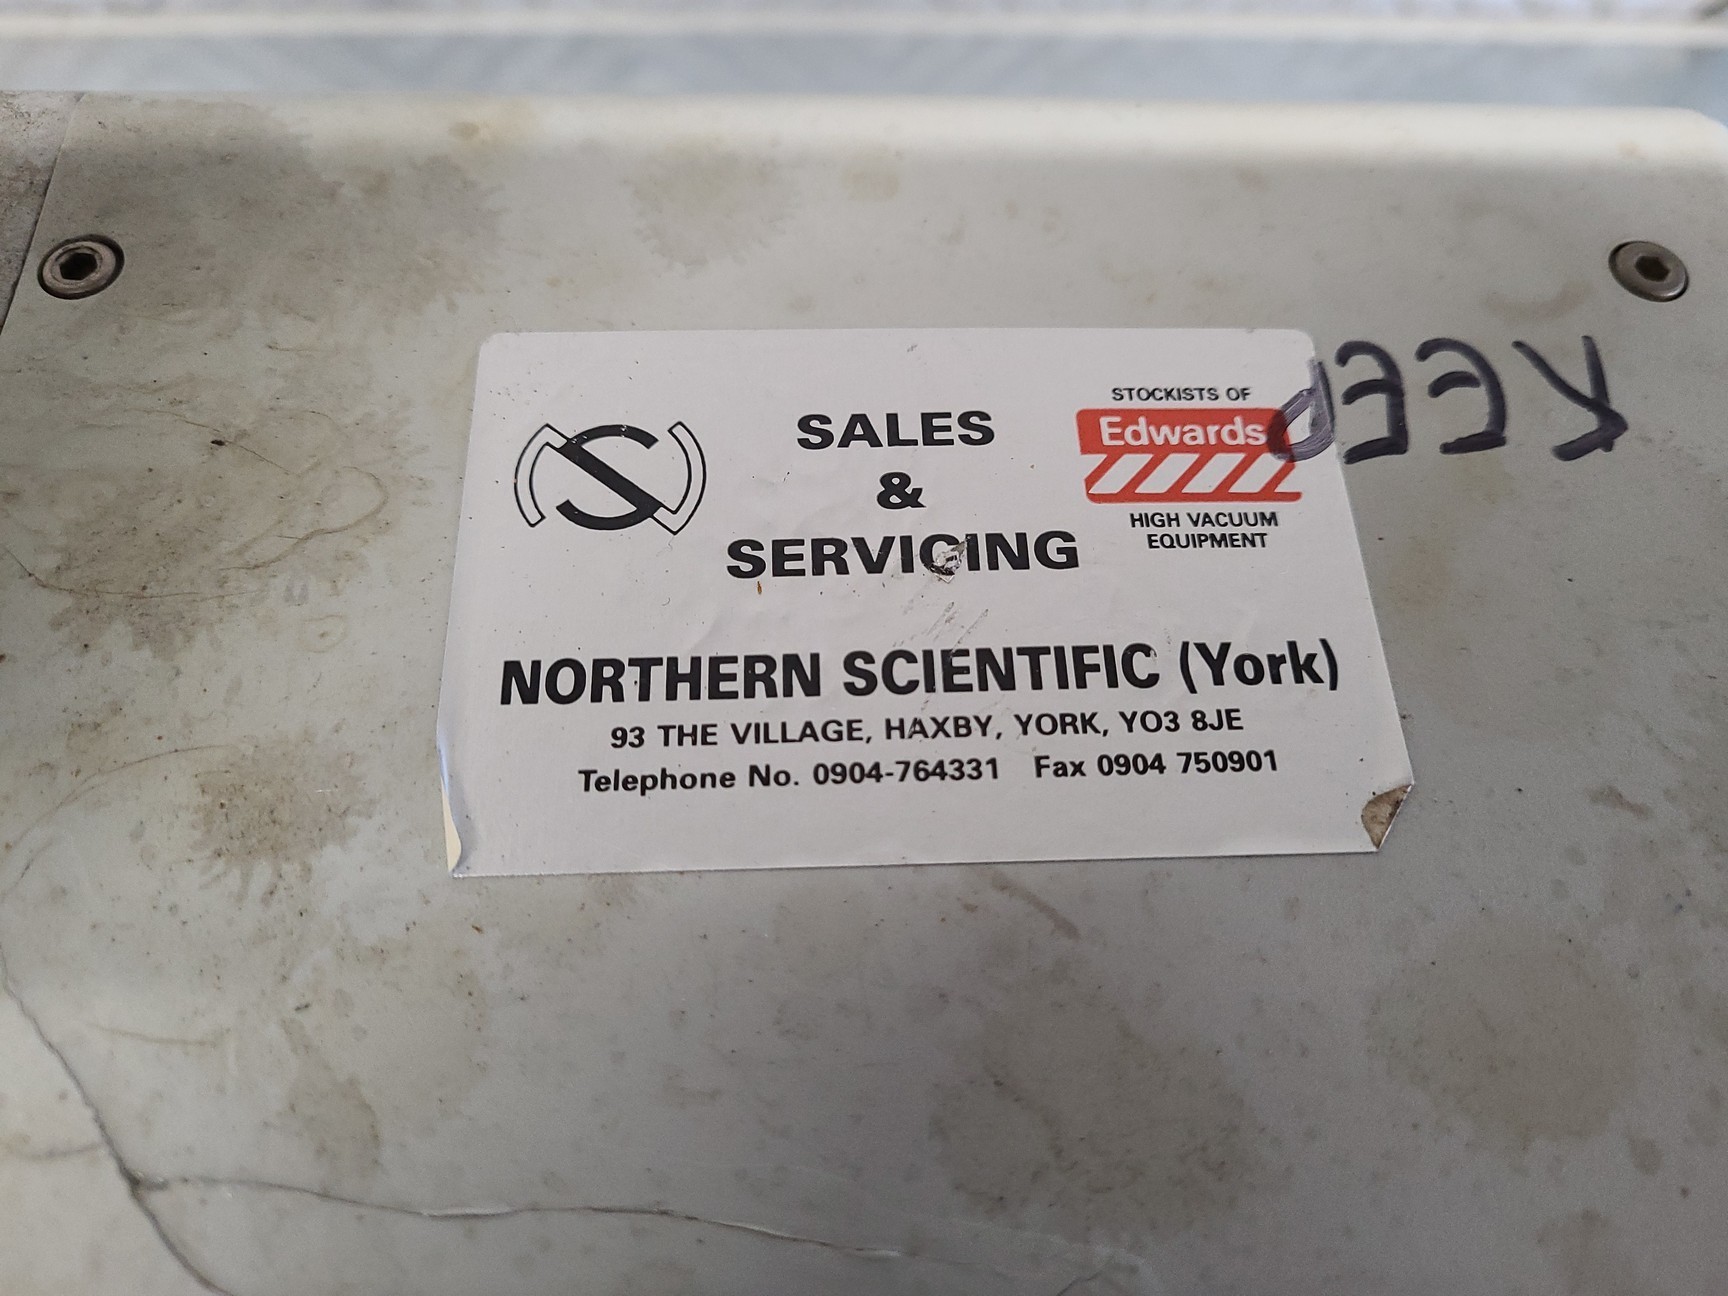 SALES
&
SERVICING
STOCKISTS OF
Edwards
HIGH VACUUM
EQUIPMENT
NORTHERN SCIENTIFIC (York)
93 THE VILLAGE, HAXBY, YORK, YO3 8JE
Telephone No. 0904-764331 Fax 0904 750901
KEEP